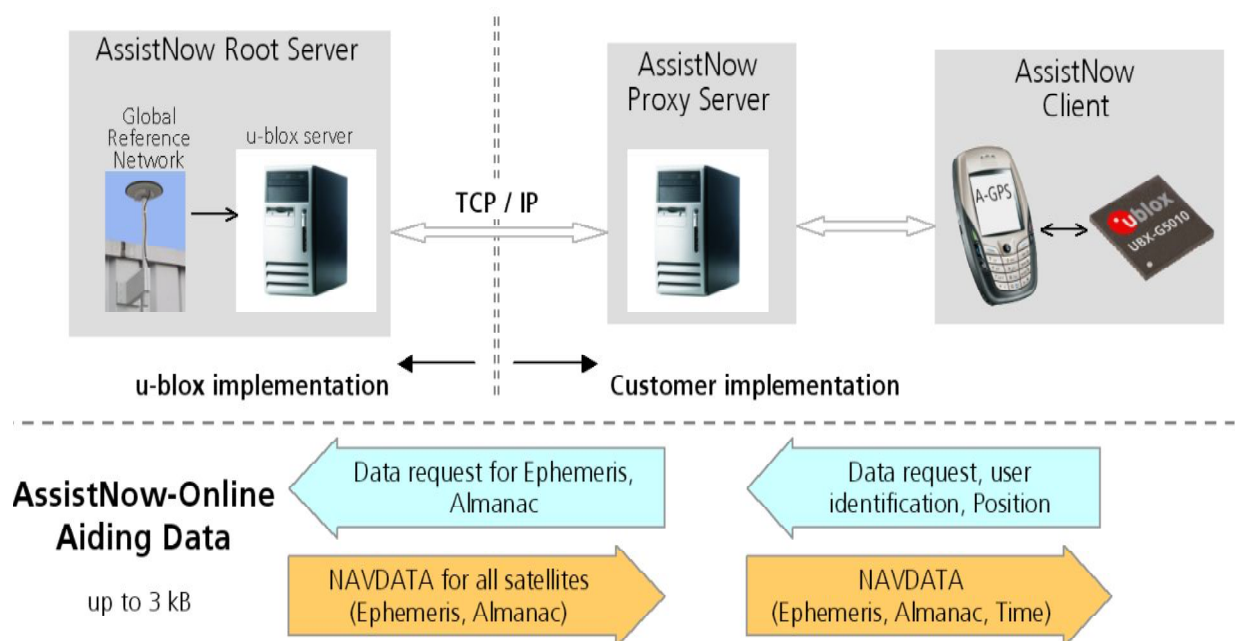 AssistNow Root Server
Global
Reference
Network
u-blox server
TCP / IP
AssistNow
Proxy Server
AssistNow
Client
A-GPS
ublox
UBX-G5010
u-blox implementation
Customer implementation
AssistNow-Online
Aiding Data
up to 3 kB
Data request for Ephemeris,
Almanac
Data request, user
identification, Position
NAVDATA for all satellites
(Ephemeris, Almanac)
NAVDATA
(Ephemeris, Almanac, Time)